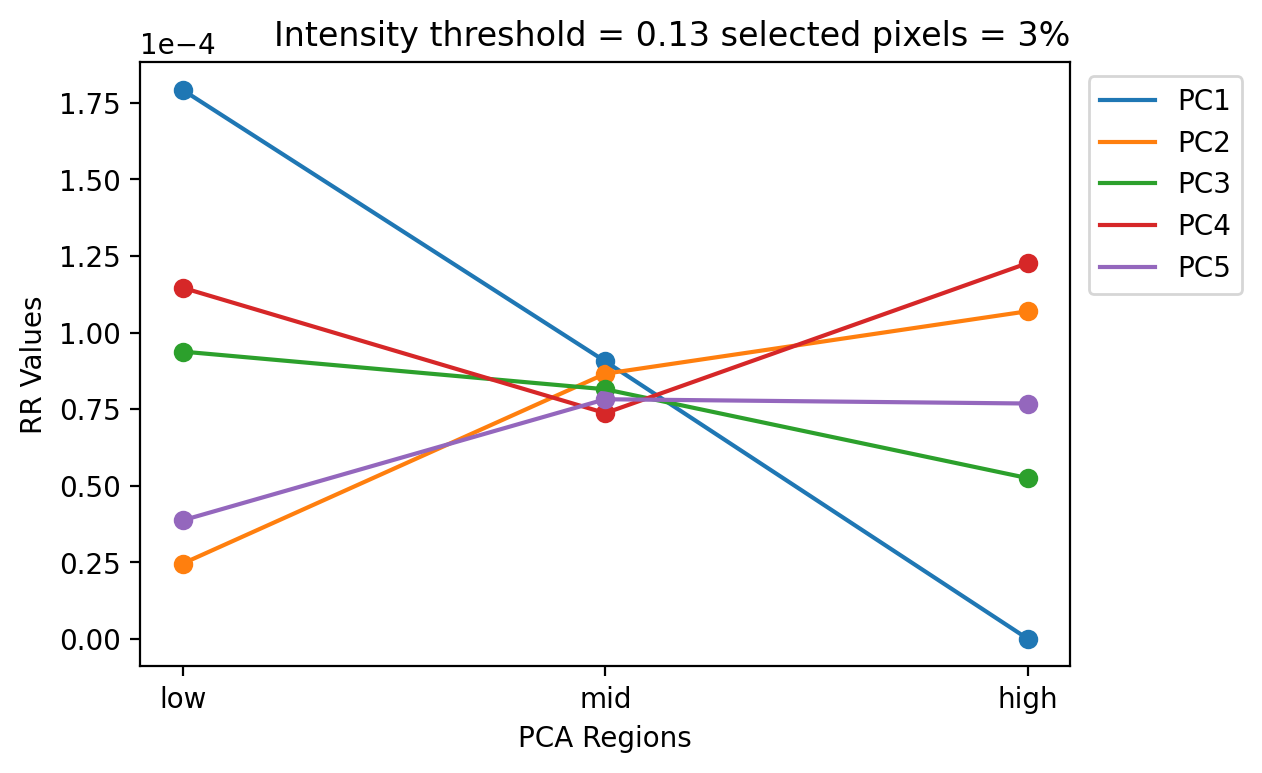 Intensity threshold = 0.13 selected pixels = 3%
1e−4
1.75
1.50
1.25
1.00
0.75
0.50
0.25
0.00
RR Values
low mid high
PCA Regions
PC1
PC2
PC3
PC4
PC5